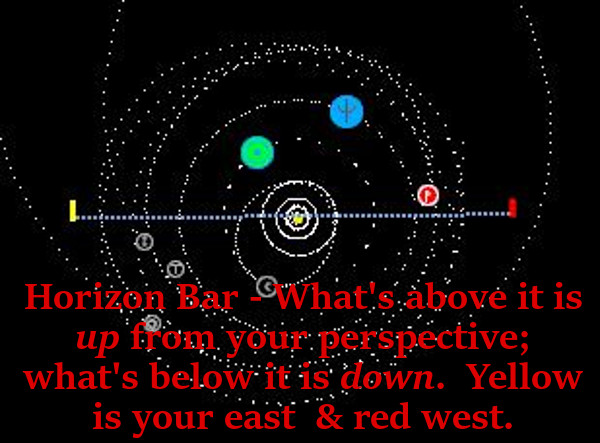 Horizon Bar - What's above it is
up from your perspective;
what's below it is down. Yellow
is your east & red west.